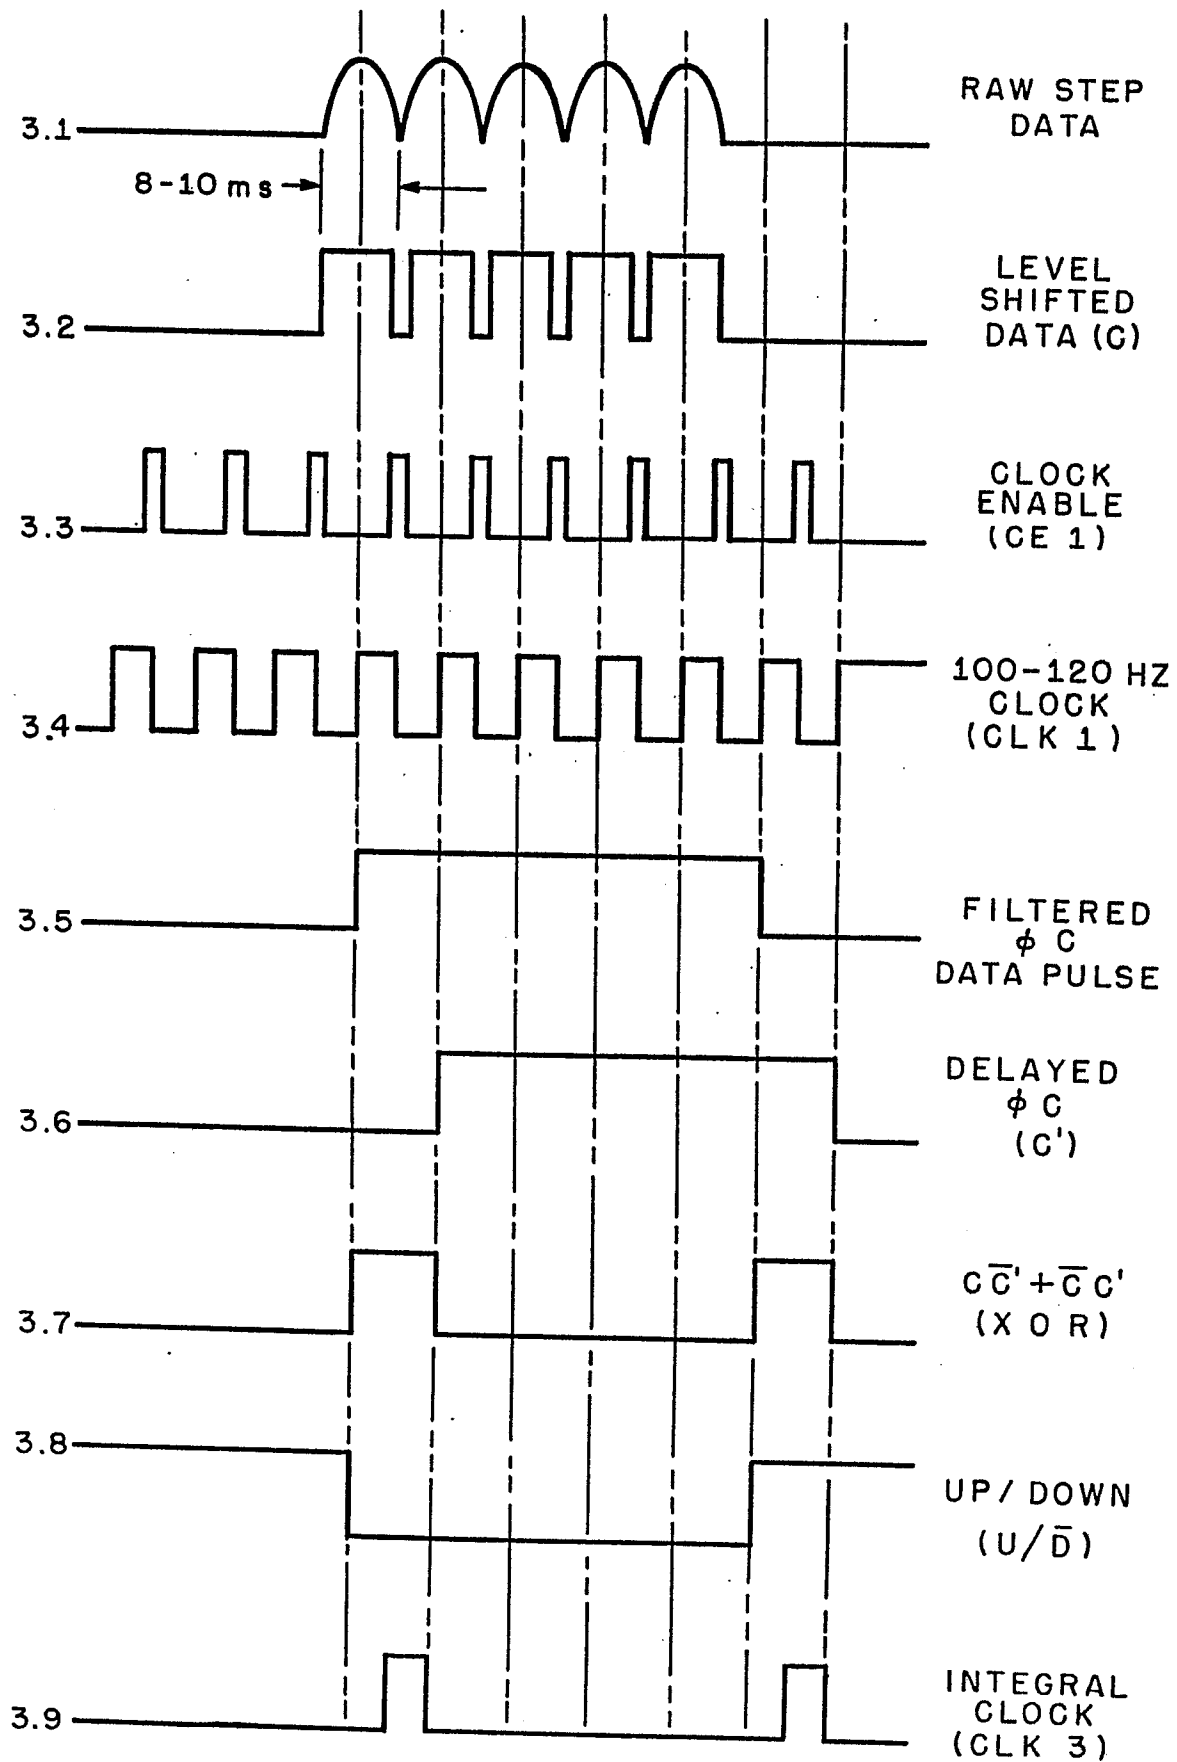 3.1
RAW STEP
DATA
8-10 ms
3.2
LEVEL
SHIFTED
DATA (C)
3.3
CLOCK
ENABLE
(CE 1)
3.4
100-120 HZ
CLOCK
(CLK 1)
3.5
FILTERED
ϕ C
DATA PULSE
3.6
DELAYED
ϕ C
(C')
3.7
CC̅'+C̅C'
(XOR)
3.8
UP/DOWN
(U/D̅)
3.9
INTEGRAL
CLOCK
(CLK 3)